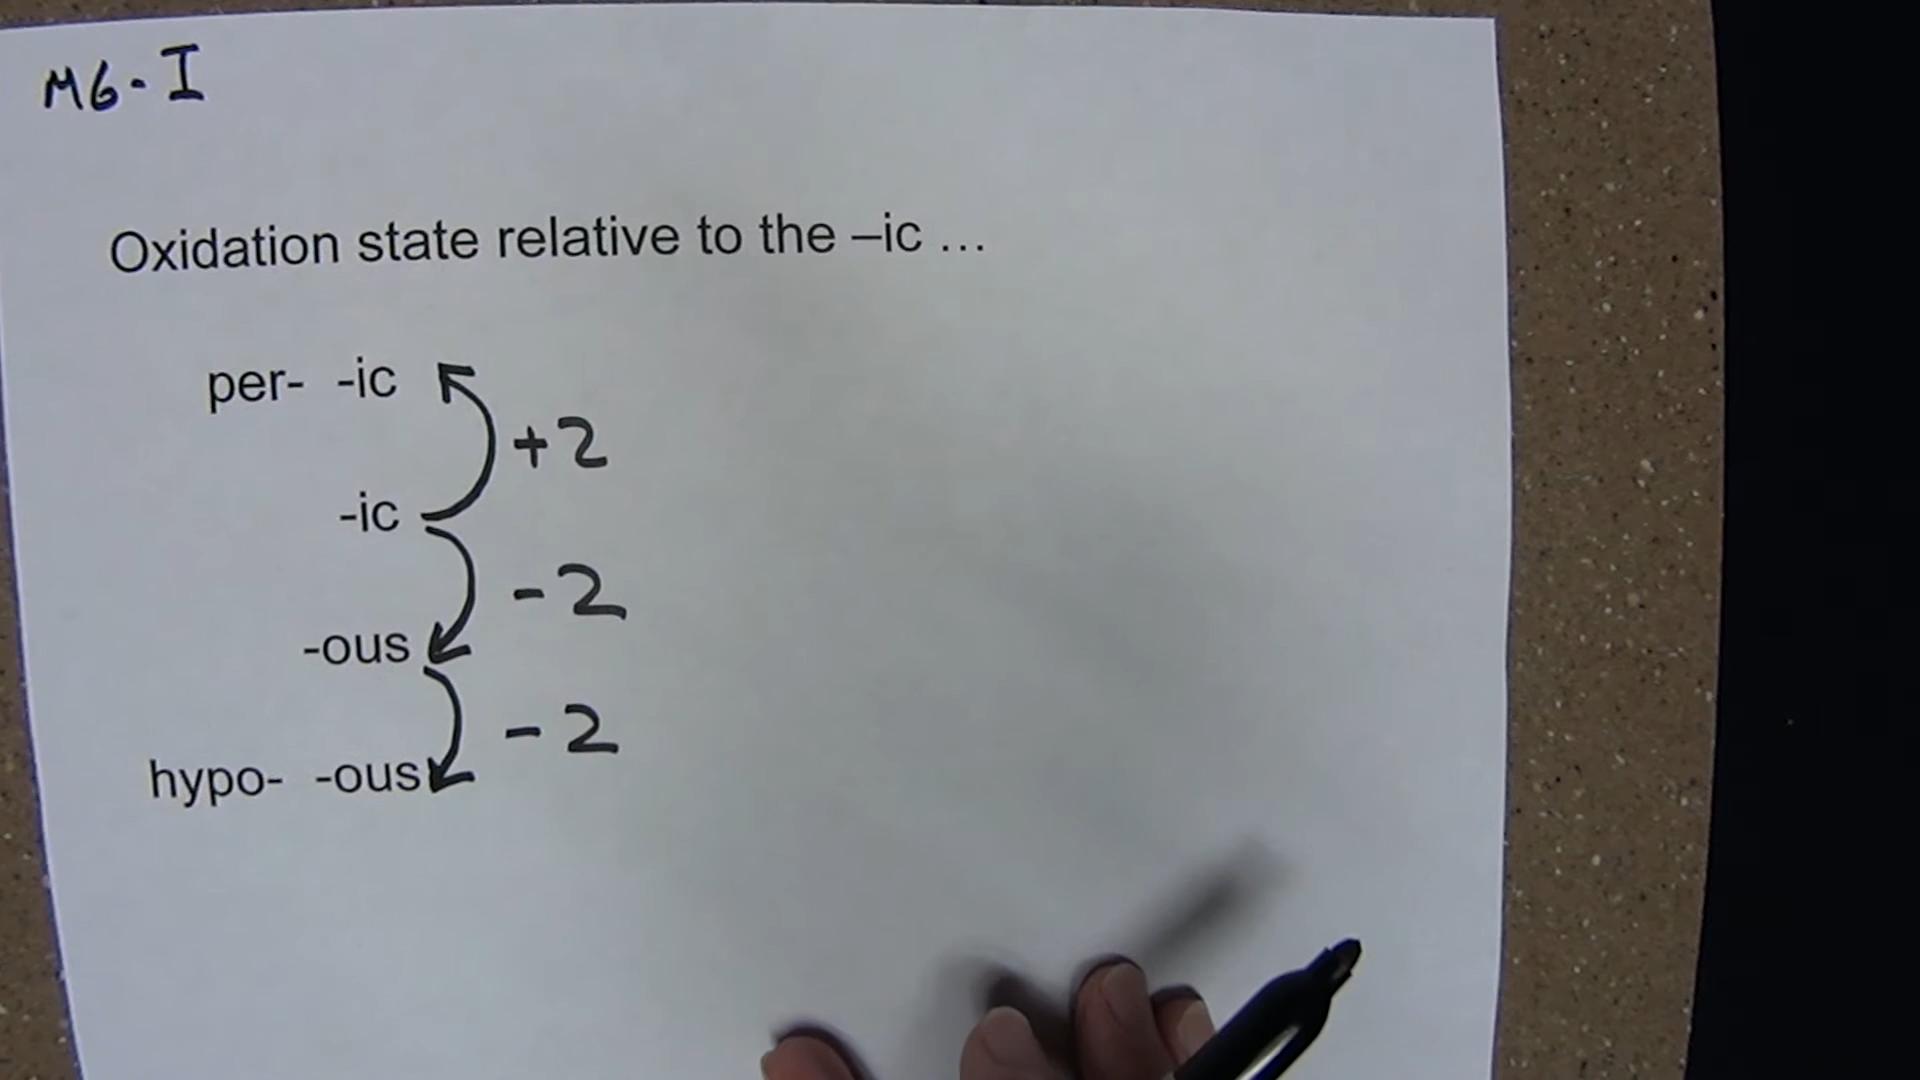 M6-I
Oxidation state relative to the –ic …
per- -ic
+2
-ic
-2
-ous
-2
hypo- -ous